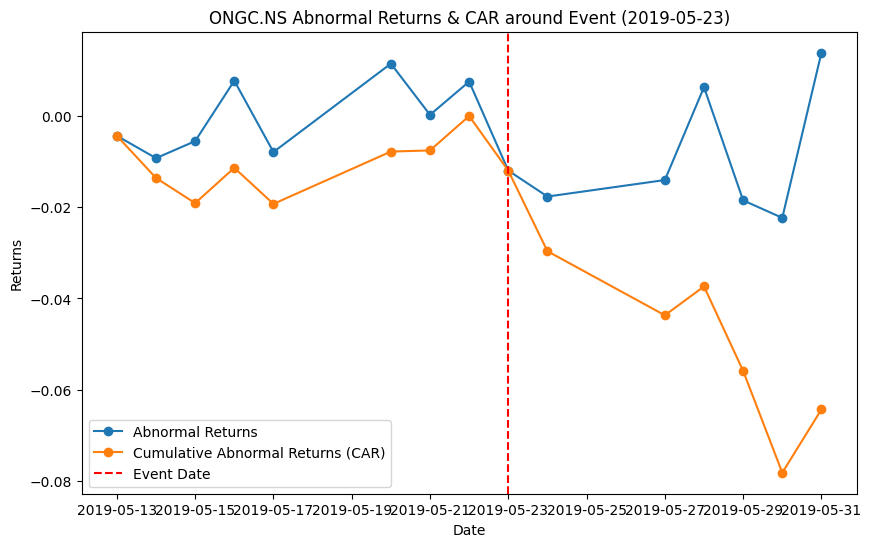 ONGC.NS Abnormal Returns & CAR around Event (2019-05-23)
0.00
−0.02
−0.04
−0.06
−0.08
Returns
Abnormal Returns
Cumulative Abnormal Returns (CAR)
Event Date
2019-05-13 2019-05-15 2019-05-17 2019-05-19 2019-05-21 2019-05-23 2019-05-25 2019-05-27 2019-05-29 2019-05-31
Date